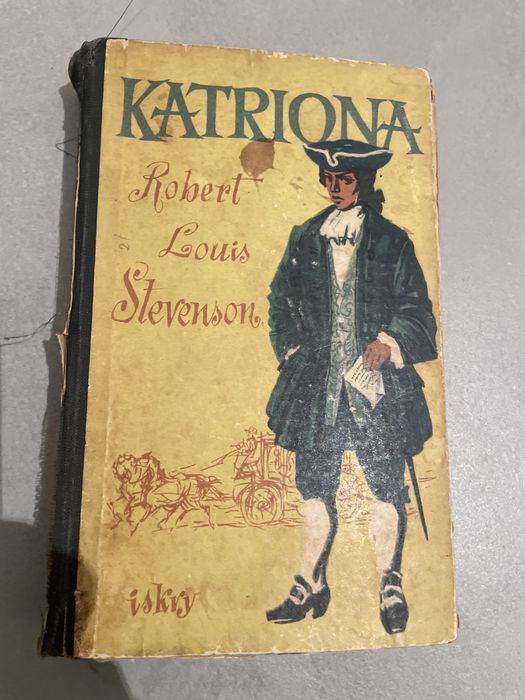 KATRIONA
Robert
Louis
Stevenson
iskry